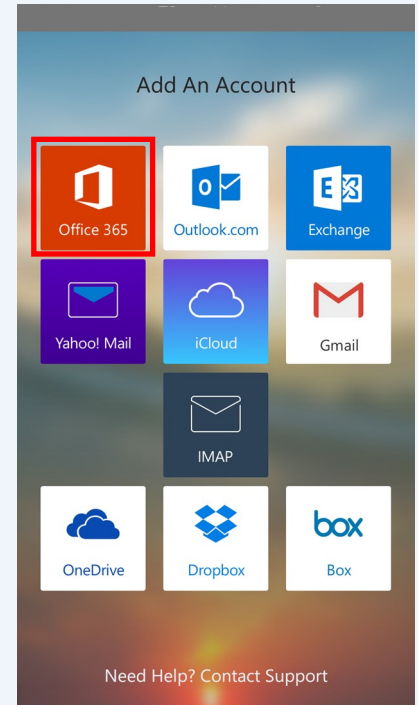 Add An Account
Office 365
Outlook.com
Exchange
Yahoo! Mail
iCloud
Gmail
IMAP
OneDrive
Dropbox
box
Box
Need Help? Contact Support